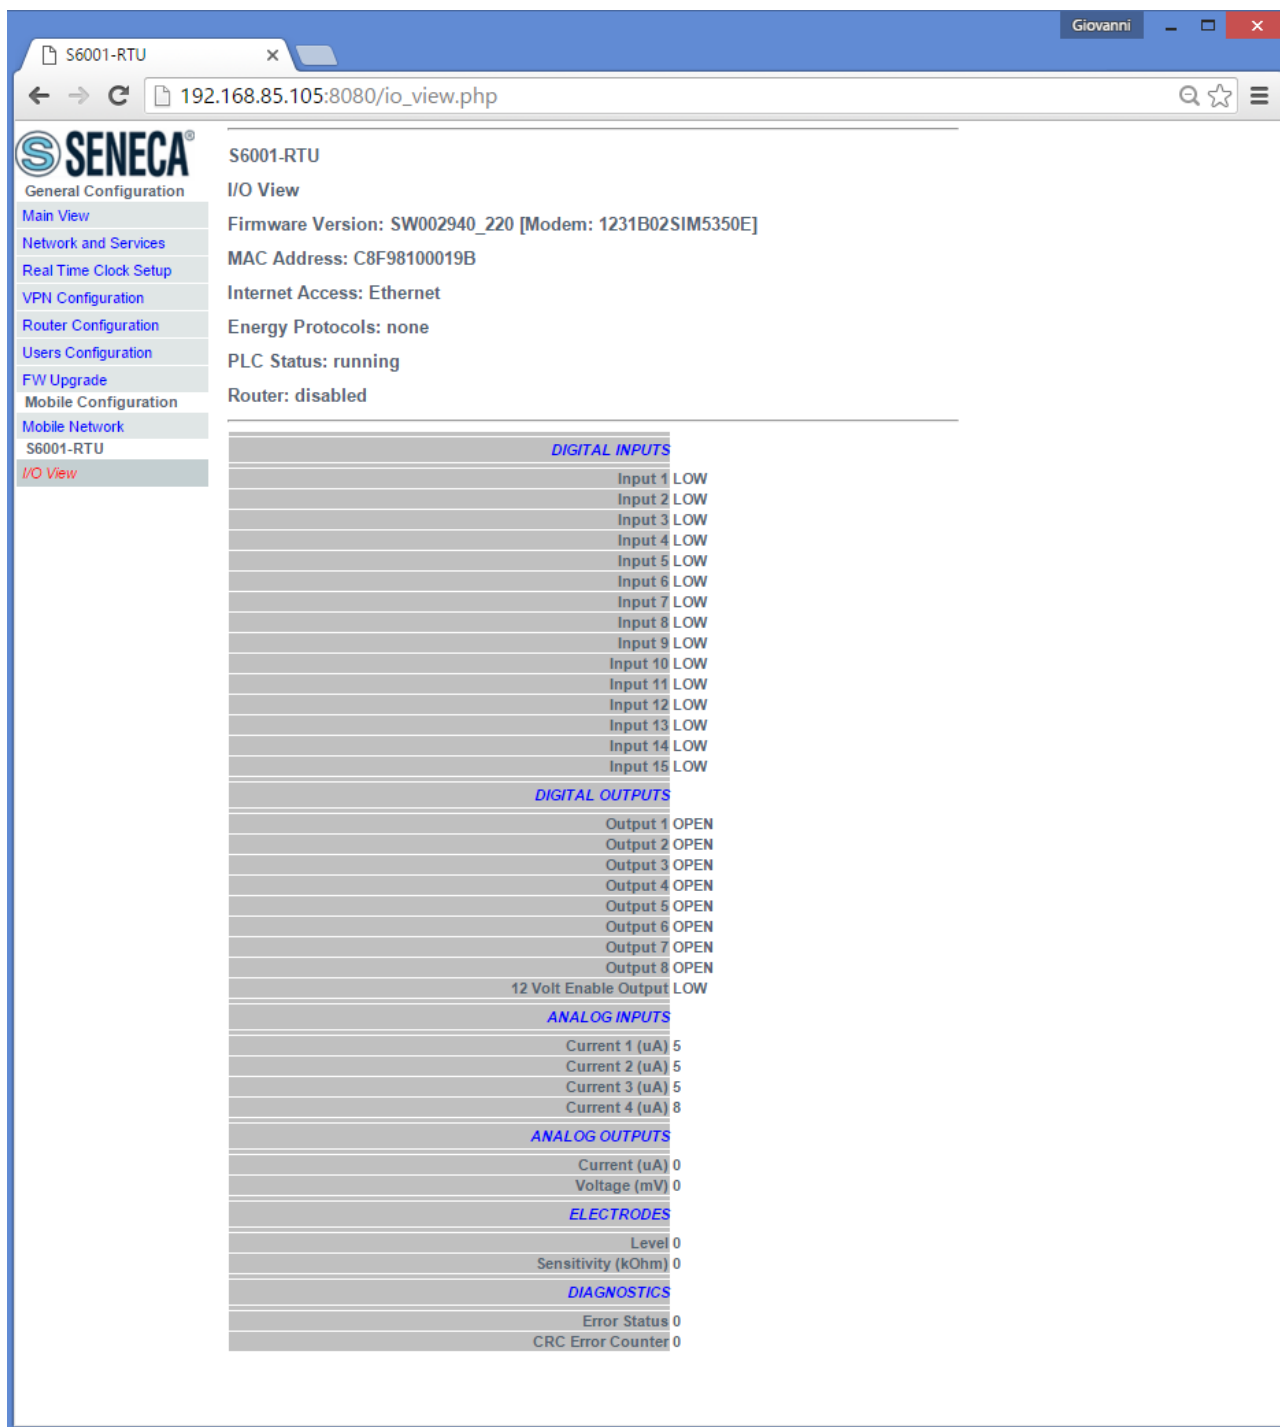 Giovanni
S6001-RTU
192.168.85.105:8080/io_view.php
S SENECA®
General Configuration
Main View
Network and Services
Real Time Clock Setup
VPN Configuration
Router Configuration
Users Configuration
FW Upgrade
Mobile Configuration
Mobile Network
S6001-RTU
I/O View
S6001-RTU
I/O View
Firmware Version: SW002940_220 [Modem: 1231B02SIM5350E]
MAC Address: C8F98100019B
Internet Access: Ethernet
Energy Protocols: none
PLC Status: running
Router: disabled
DIGITAL INPUTS
Input 1 LOW
Input 2 LOW
Input 3 LOW
Input 4 LOW
Input 5 LOW
Input 6 LOW
Input 7 LOW
Input 8 LOW
Input 9 LOW
Input 10 LOW
Input 11 LOW
Input 12 LOW
Input 13 LOW
Input 14 LOW
Input 15 LOW
DIGITAL OUTPUTS
Output 1 OPEN
Output 2 OPEN
Output 3 OPEN
Output 4 OPEN
Output 5 OPEN
Output 6 OPEN
Output 7 OPEN
Output 8 OPEN
12 Volt Enable Output LOW
ANALOG INPUTS
Current 1 (uA) 5
Current 2 (uA) 5
Current 3 (uA) 5
Current 4 (uA) 8
ANALOG OUTPUTS
Current (uA) 0
Voltage (mV) 0
ELECTRODES
Level 0
Sensitivity (kOhm) 0
DIAGNOSTICS
Error Status 0
CRC Error Counter 0